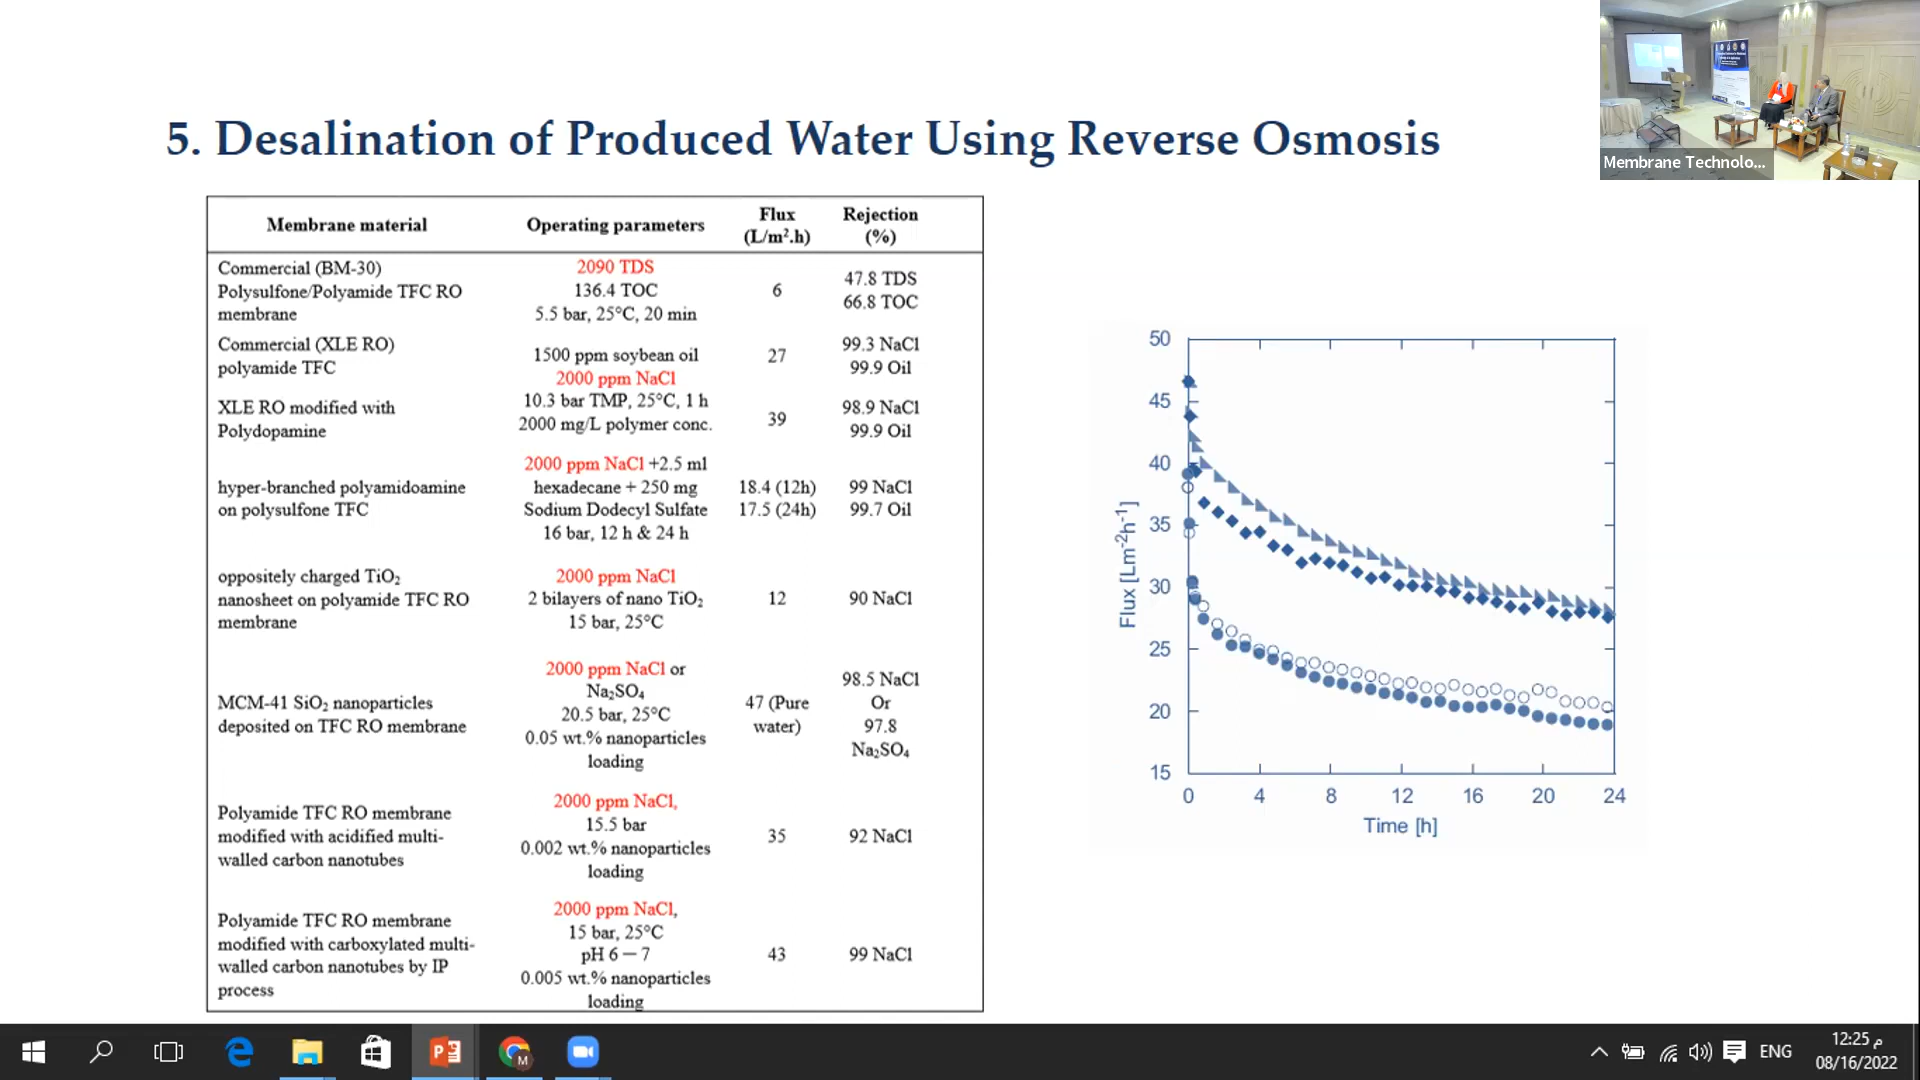 5. Desalination of Produced Water Using Reverse Osmosis
Membrane Technolo...
Membrane material
Operating parameters
Flux
(L/m².h)
Rejection
(%)
Commercial (BM-30)
Polysulfone/Polyamide TFC RO
membrane
2090 TDS
136.4 TOC
5.5 bar, 25°C, 20 min
6
47.8 TDS
66.8 TOC
Commercial (XLE RO)
polyamide TFC
1500 ppm soybean oil
2000 ppm NaCl
10.3 bar TMP, 25°C, 1 h
2000 mg/L polymer conc.
27
99.3 NaCl
99.9 Oil
XLE RO modified with
Polydopamine
39
98.9 NaCl
99.9 Oil
hyper-branched polyamidoamine
on polysulfone TFC
2000 ppm NaCl +2.5 ml
hexadecane + 250 mg
Sodium Dodecyl Sulfate
16 bar, 12 h & 24 h
18.4 (12h)
17.5 (24h)
99 NaCl
99.7 Oil
oppositely charged TiO₂
nanosheet on polyamide TFC RO
membrane
2000 ppm NaCl
2 bilayers of nano TiO₂
15 bar, 25°C
12
90 NaCl
MCM-41 SiO₂ nanoparticles
deposited on TFC RO membrane
2000 ppm NaCl or
Na₂SO₄
20.5 bar, 25°C
0.05 wt.% nanoparticles
loading
47 (Pure
water)
98.5 NaCl
Or
97.8
Na₂SO₄
Polyamide TFC RO membrane
modified with acidified multi-
walled carbon nanotubes
2000 ppm NaCl,
15.5 bar
0.002 wt.% nanoparticles
loading
35
92 NaCl
Polyamide TFC RO membrane
modified with carboxylated multi-
walled carbon nanotubes by IP
process
2000 ppm NaCl,
15 bar, 25°C
pH 6 – 7
0.005 wt.% nanoparticles
loading
43
99 NaCl
Flux [Lm⁻²h⁻¹]
50
45
40
35
30
25
20
15
0 4 8 12 16 20 24
Time [h]
ENG
12:25 م
08/16/2022